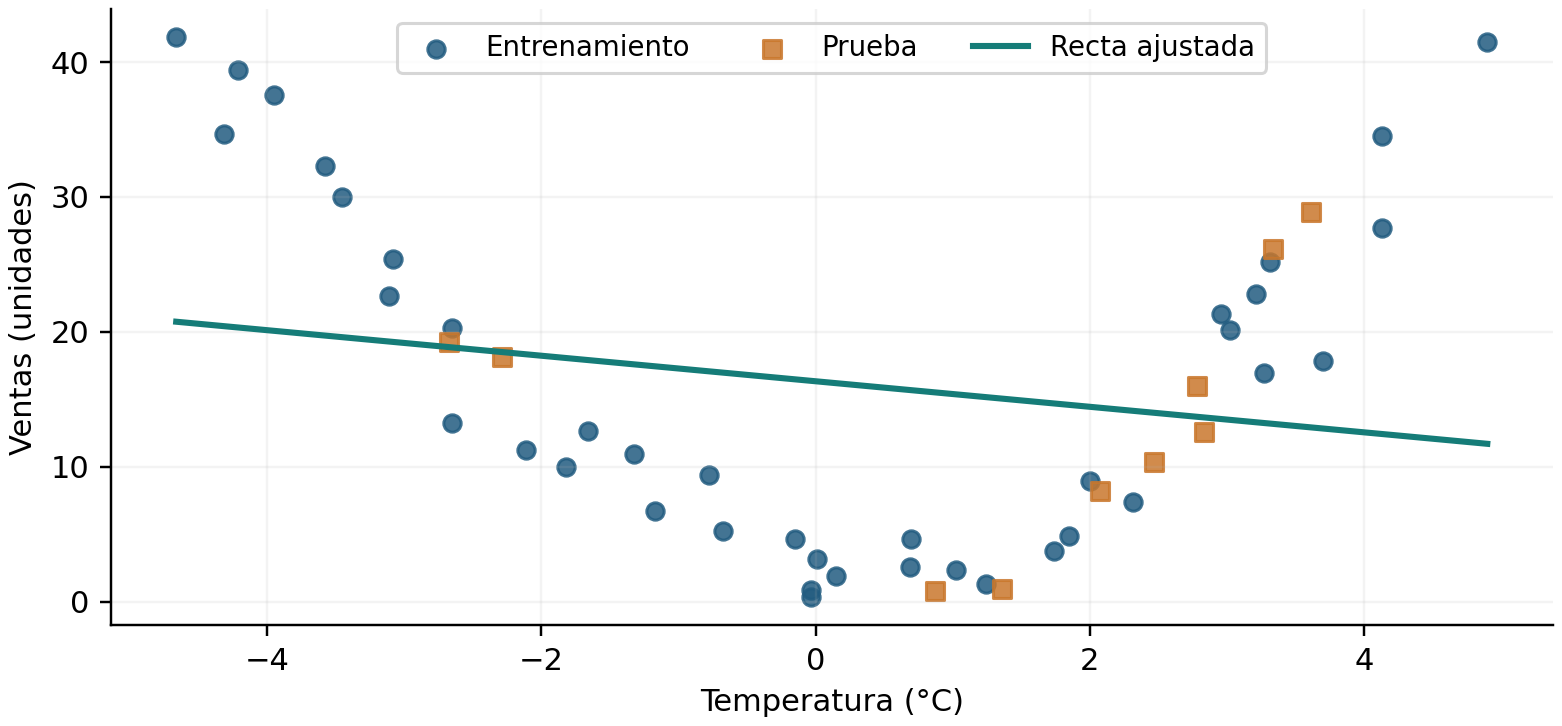 Entrenamiento Prueba Recta ajustada
40
30
20
10
0
Ventas (unidades)
−4 −2 0 2 4
Temperatura (°C)